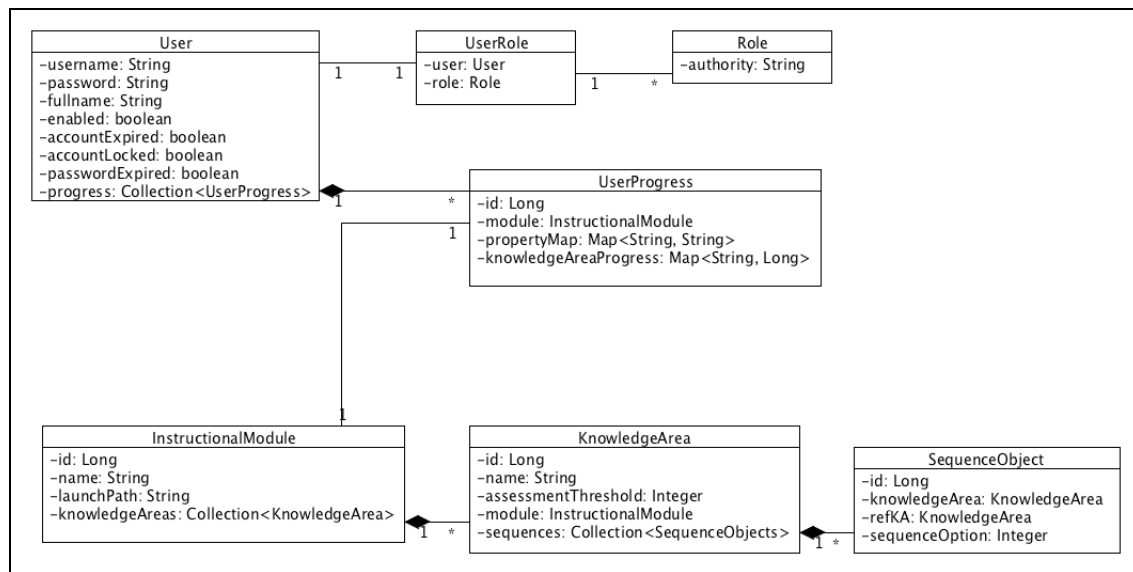 User
-username: String
-password: String
-fullname: String
-enabled: boolean
-accountExpired: boolean
-accountLocked: boolean
-passwordExpired: boolean
-progress: Collection<UserProgress>
1
1
UserRole
-user: User
-role: Role
1
*
Role
-authority: String
1
*
UserProgress
-id: Long
-module: InstructionalModule
-propertyMap: Map<String, String>
-knowledgeAreaProgress: Map<String, Long>
1
1
InstructionalModule
-id: Long
-name: String
-launchPath: String
-knowledgeAreas: Collection<KnowledgeArea>
1
*
KnowledgeArea
-id: Long
-name: String
-assessmentThreshold: Integer
-module: InstructionalModule
-sequences: Collection<SequenceObjects>
1
*
SequenceObject
-id: Long
-knowledgeArea: KnowledgeArea
-refKA: KnowledgeArea
-sequenceOption: Integer